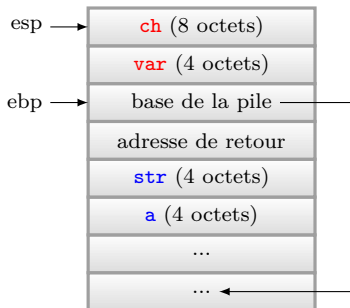 esp
ch (8 octets)
var (4 octets)
ebp
base de la pile
adresse de retour
str (4 octets)
a (4 octets)
...
...